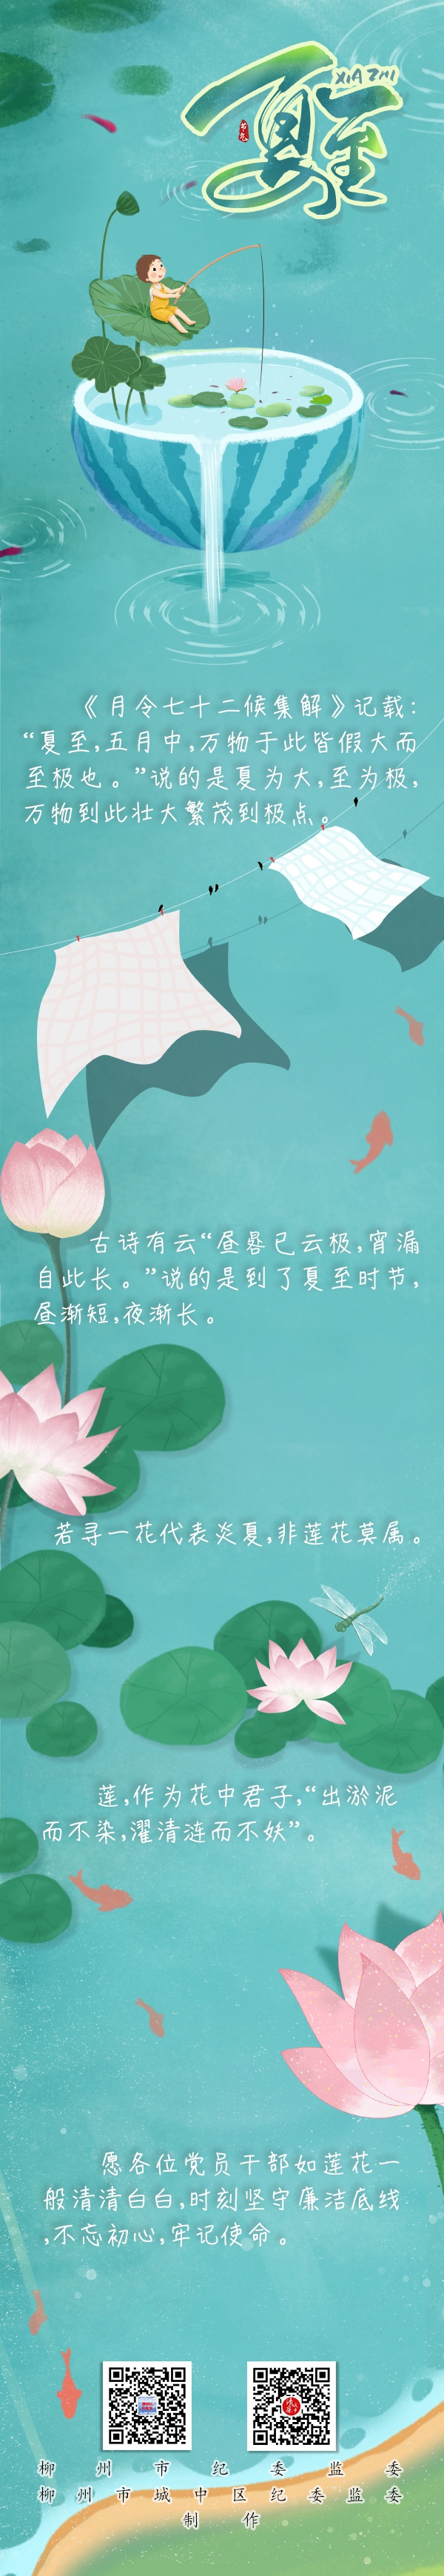 夏至
XIA ZHI
《月令七十二候集解》记载:
“夏至,五月中,万物于此皆假大而
至极也。”说的是夏为大,至为极,
万物到此壮大繁茂到极点。
古诗有云“昼晷已云极,宵漏
自此长。”说的是到了夏至时节,
昼渐短,夜渐长。
若寻一花代表炎夏,非莲花莫属。
莲,作为花中君子,“出淤泥
而不染,濯清涟而不妖”。
愿各位党员干部如莲花一
般清清白白,时刻坚守廉洁底线
,不忘初心,牢记使命。
柳州市纪委监委
柳州市城中区纪委监委
制作